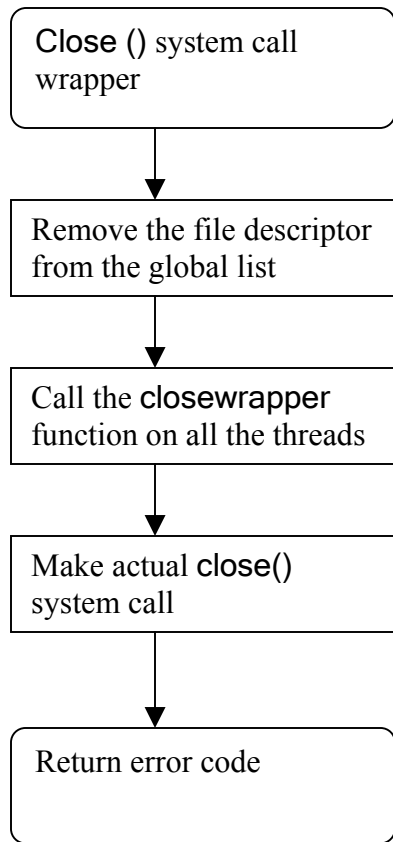 Close () system call
wrapper
Remove the file descriptor
from the global list
Call the closewrapper
function on all the threads
Make actual close()
system call
Return error code